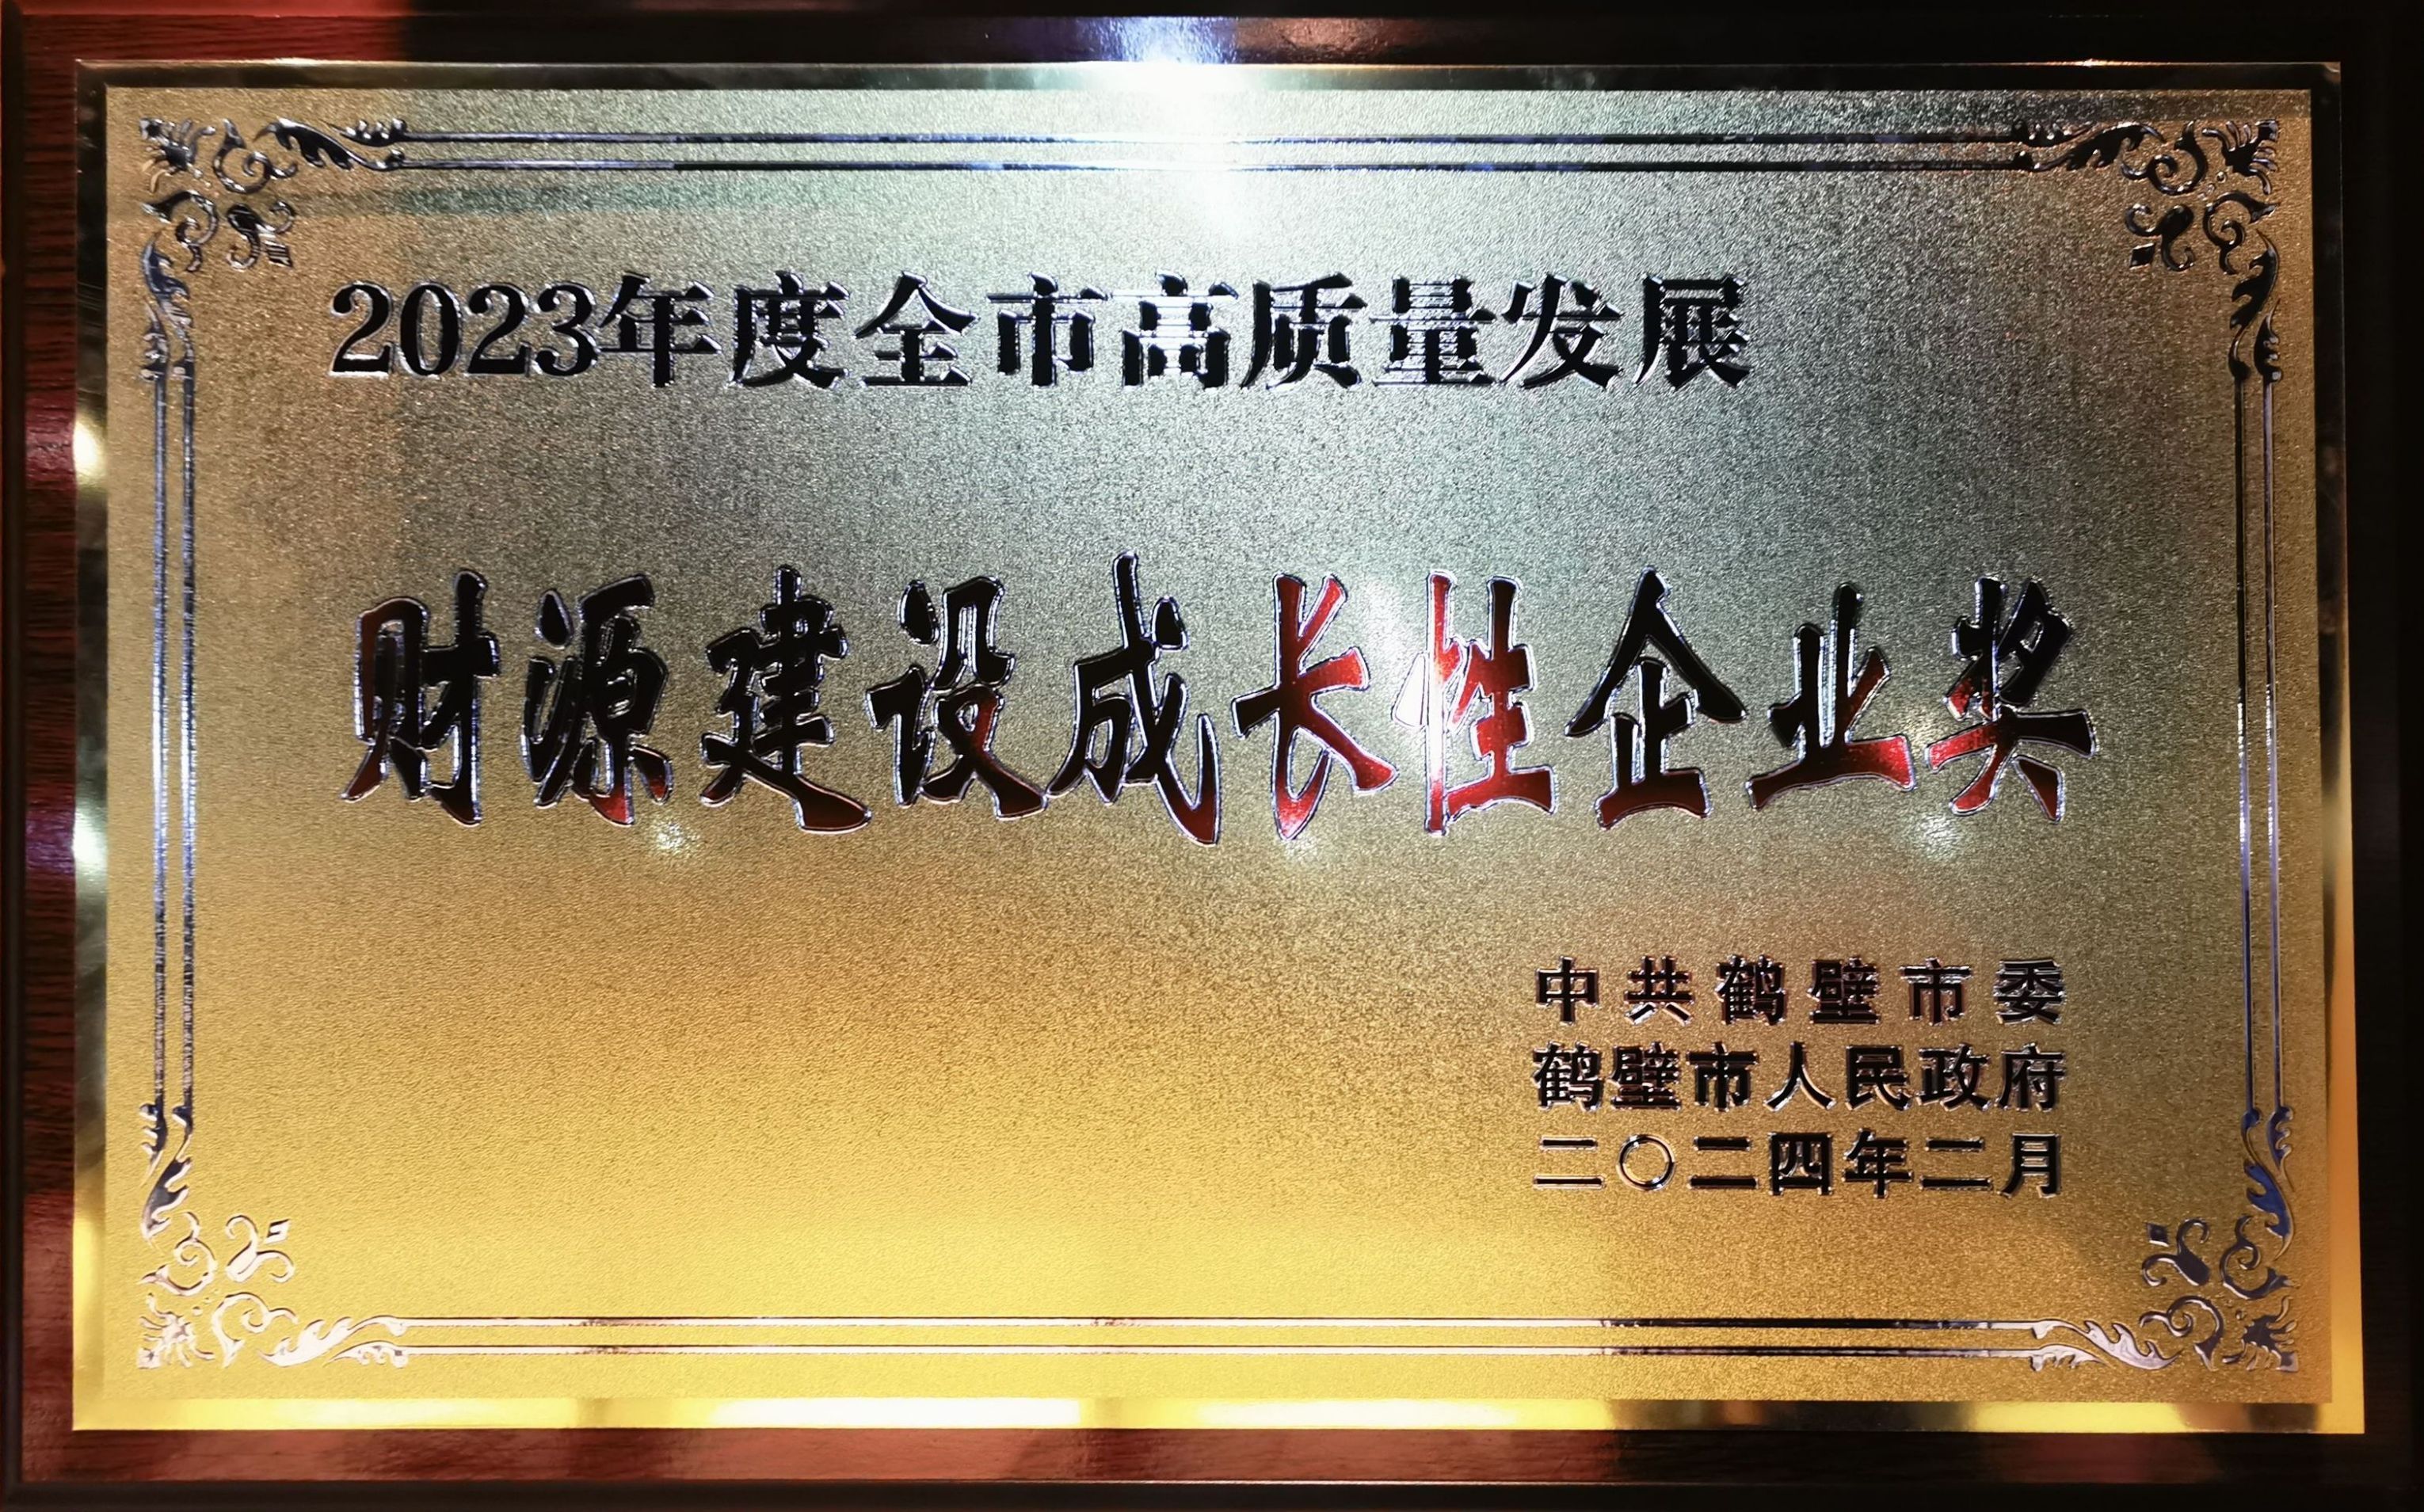 2023年度全市高质量发展
财源建设成长性企业奖
中共鹤壁市委
鹤壁市人民政府
二〇二四年二月